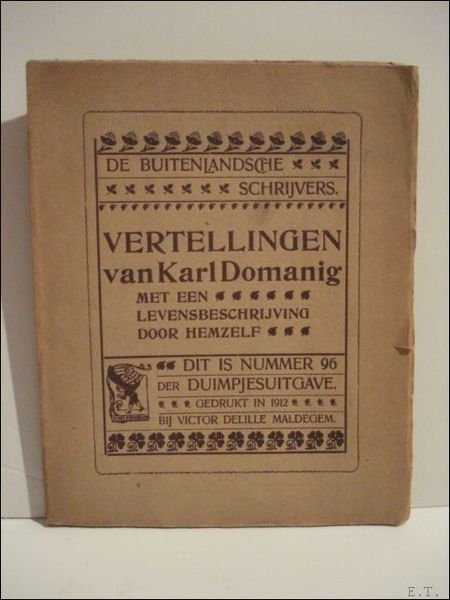 DE BUITENLANDSCHE
SCHRIJVERS.
VERTELLINGEN
van Karl Domanig
MET EEN
LEVENSBESCHRIJVING
DOOR HEMZELF
DIT IS NUMMER 96
DER DUIMPJESUITGAVE.
GEDRUKT IN 1912
BIJ VICTOR DELILLE MALDEGEM.
E.T.